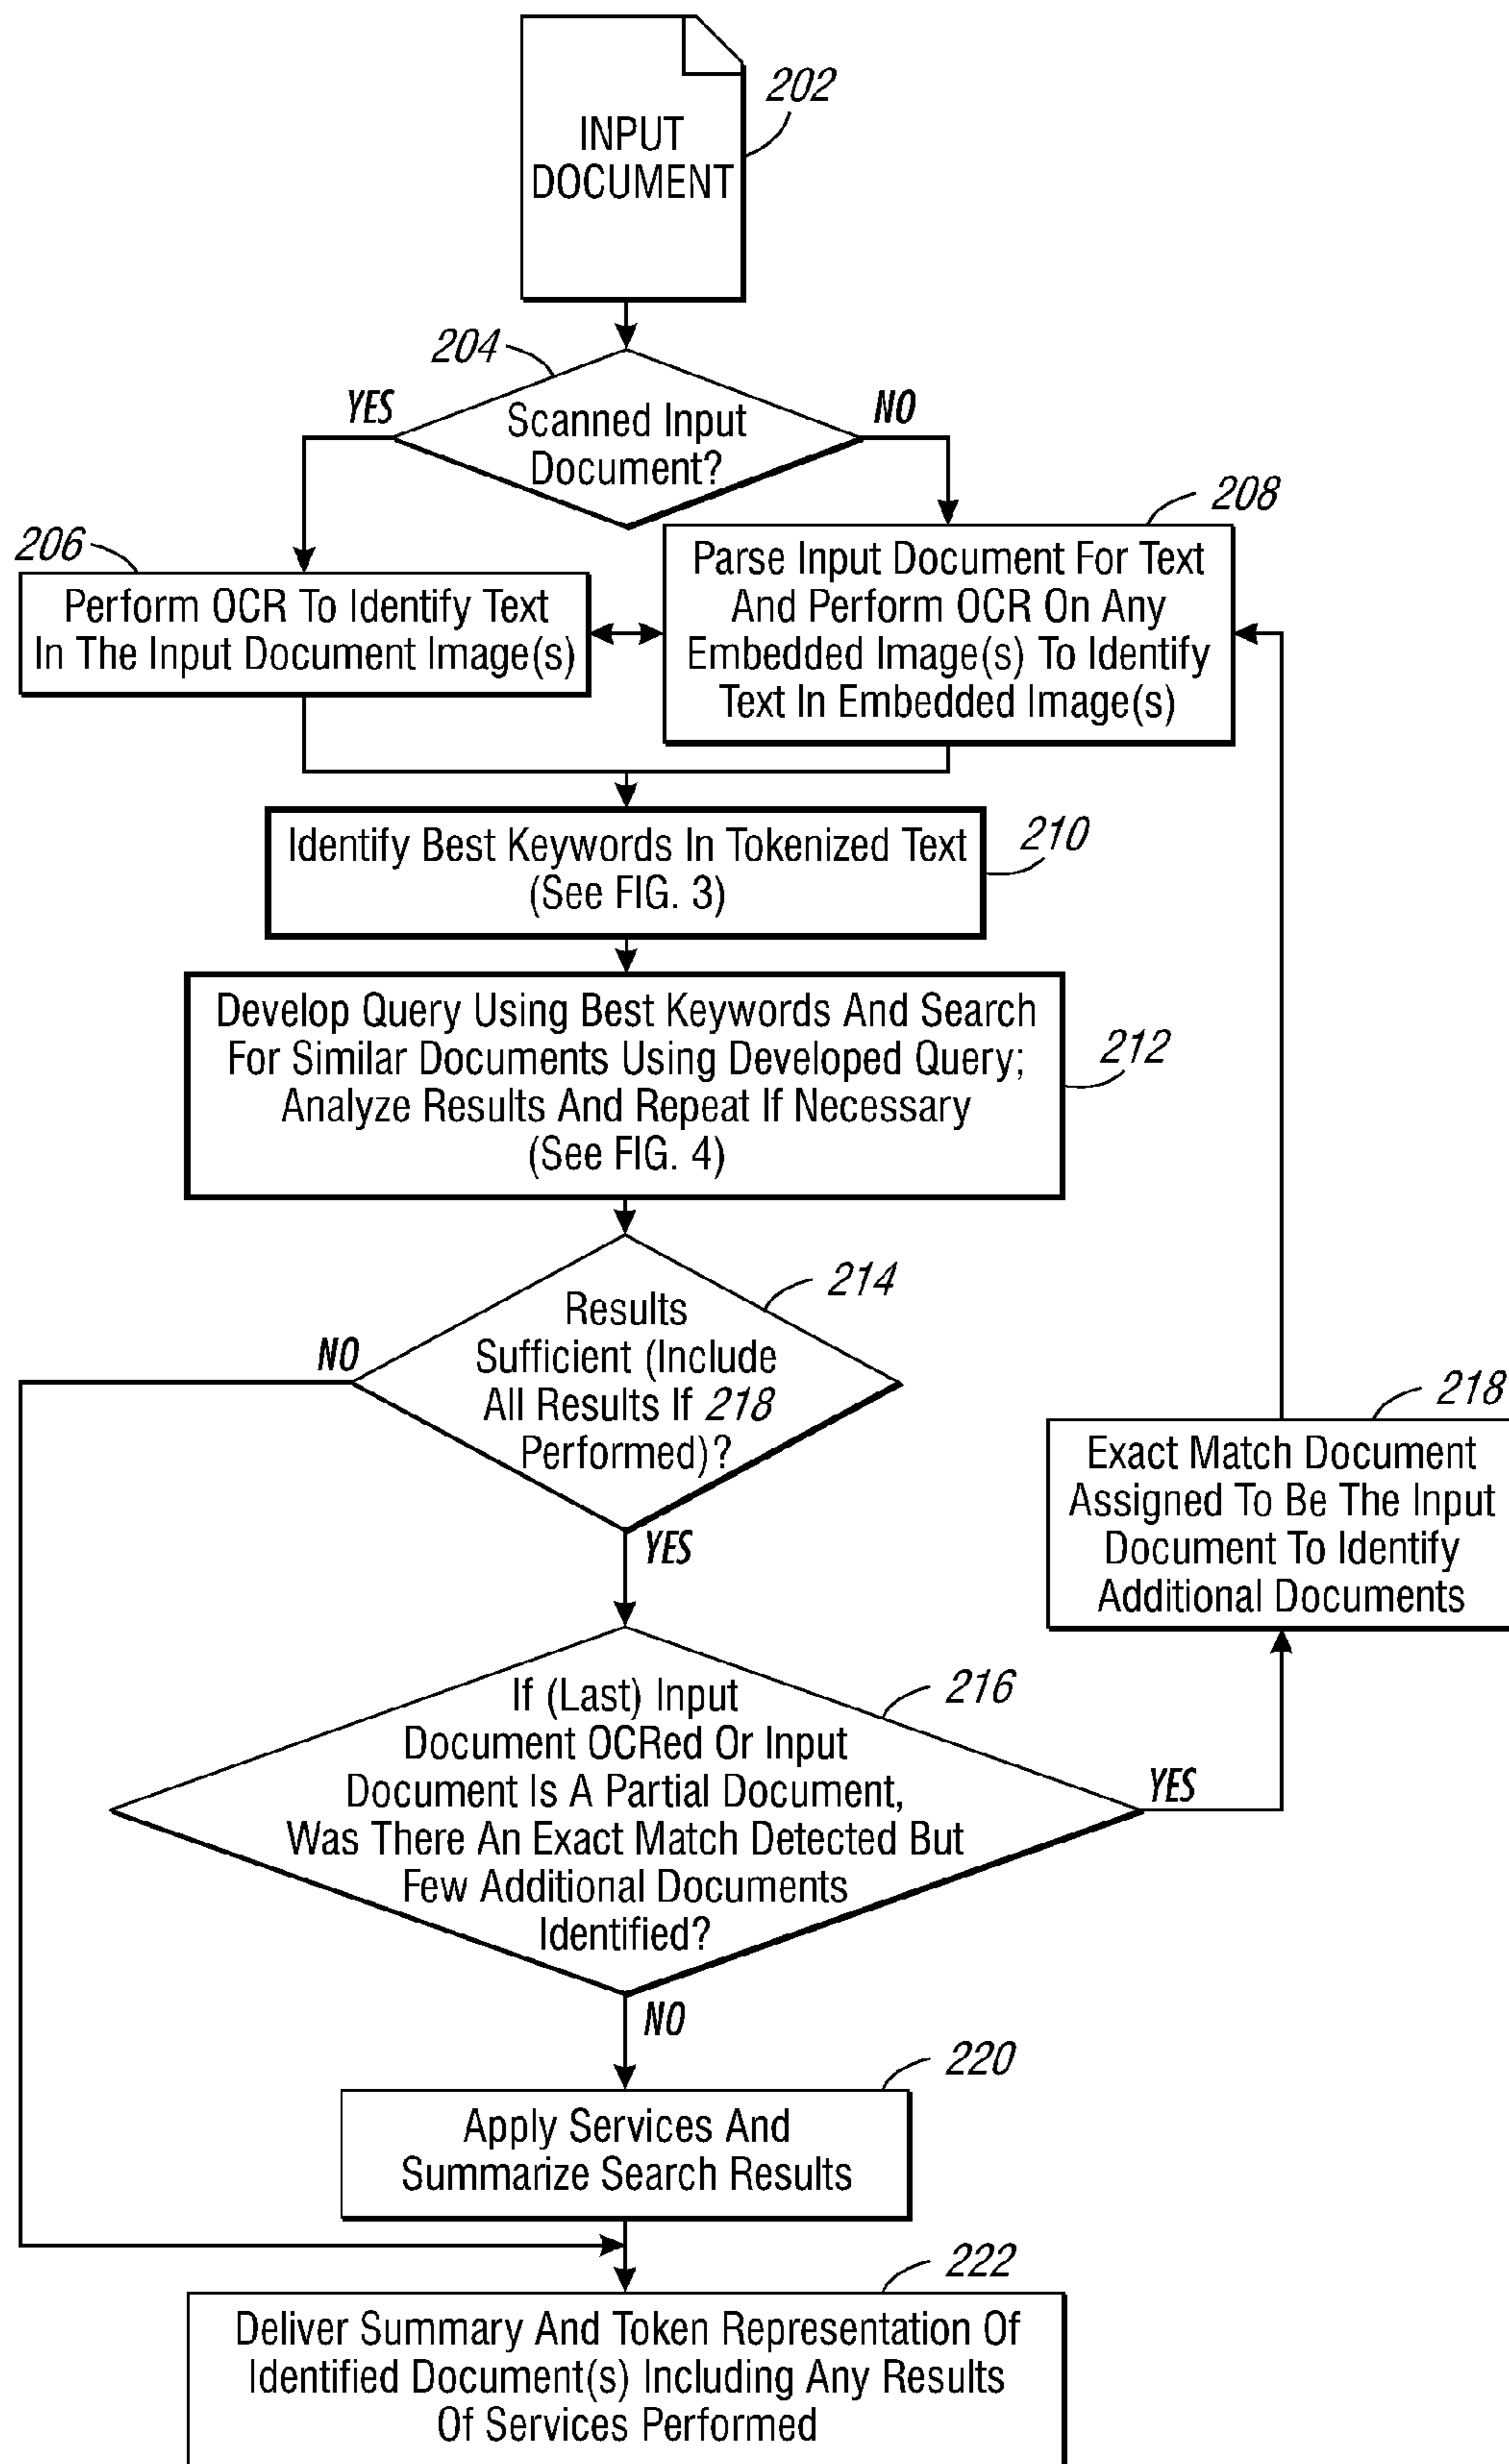 INPUT
DOCUMENT
202
204
YES
NO
Scanned Input
Document?
206
208
Perform OCR To Identify Text
In The Input Document Image(s)
Parse Input Document For Text
And Perform OCR On Any
Embedded Image(s) To Identify
Text In Embedded Image(s)
Identify Best Keywords In Tokenized Text
(See FIG. 3)
210
Develop Query Using Best Keywords And Search
For Similar Documents Using Developed Query;
Analyze Results And Repeat If Necessary
(See FIG. 4)
212
214
NO
Results
Sufficient (Include
All Results If 218
Performed)?
YES
218
Exact Match Document
Assigned To Be The Input
Document To Identify
Additional Documents
216
If (Last) Input
Document OCRed Or Input
Document Is A Partial Document,
Was There An Exact Match Detected But
Few Additional Documents
Identified?
YES
NO
220
Apply Services And
Summarize Search Results
222
Deliver Summary And Token Representation Of
Identified Document(s) Including Any Results
Of Services Performed